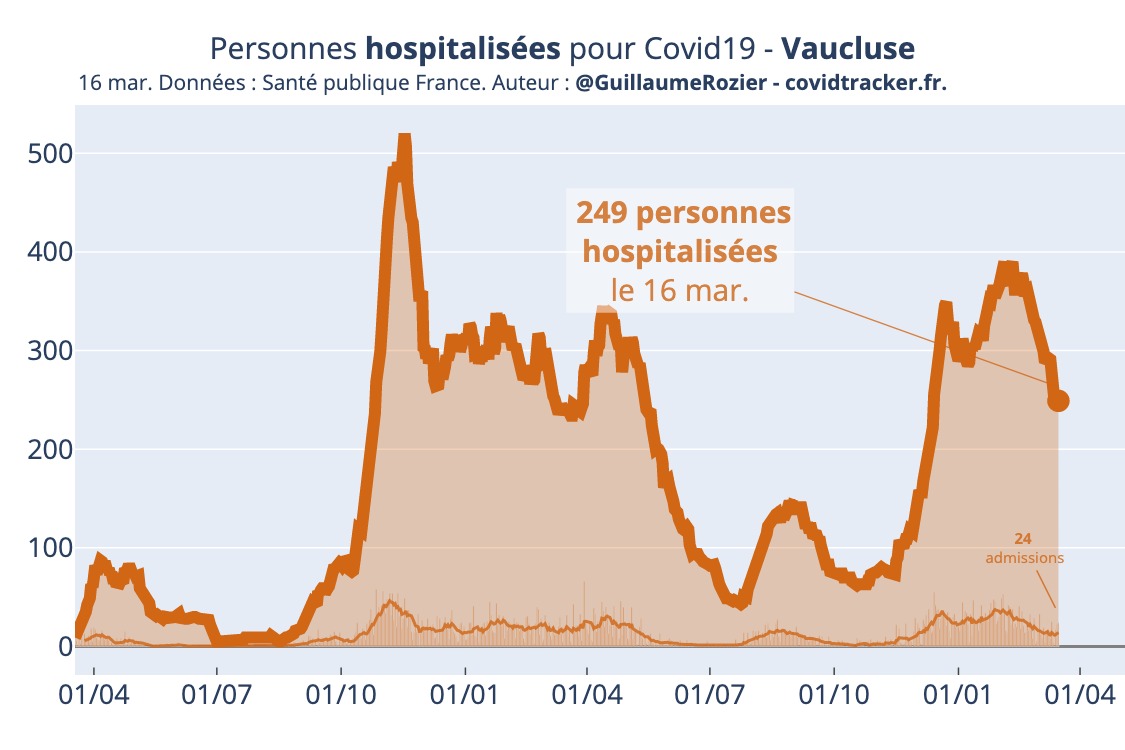 Personnes hospitalisées pour Covid19 - Vaucluse
16 mar. Données : Santé publique France. Auteur : @GuillaumeRozier - covidtracker.fr.
500
400
300
200
100
0
249 personnes
hospitalisées
le 16 mar.
24
admissions
01/04 01/07 01/10 01/01 01/04 01/07 01/10 01/01 01/04